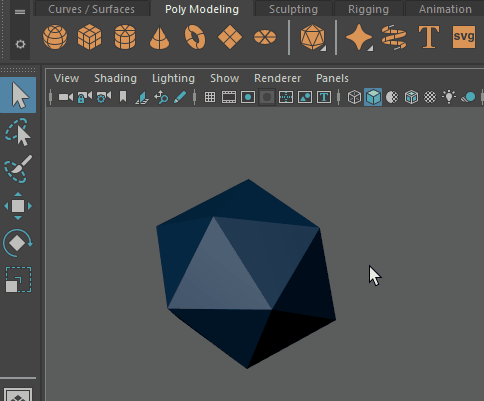 Curves / Surfaces Poly Modeling Sculpting Rigging Animation
T SVG
View Shading Lighting Show Renderer Panels
T